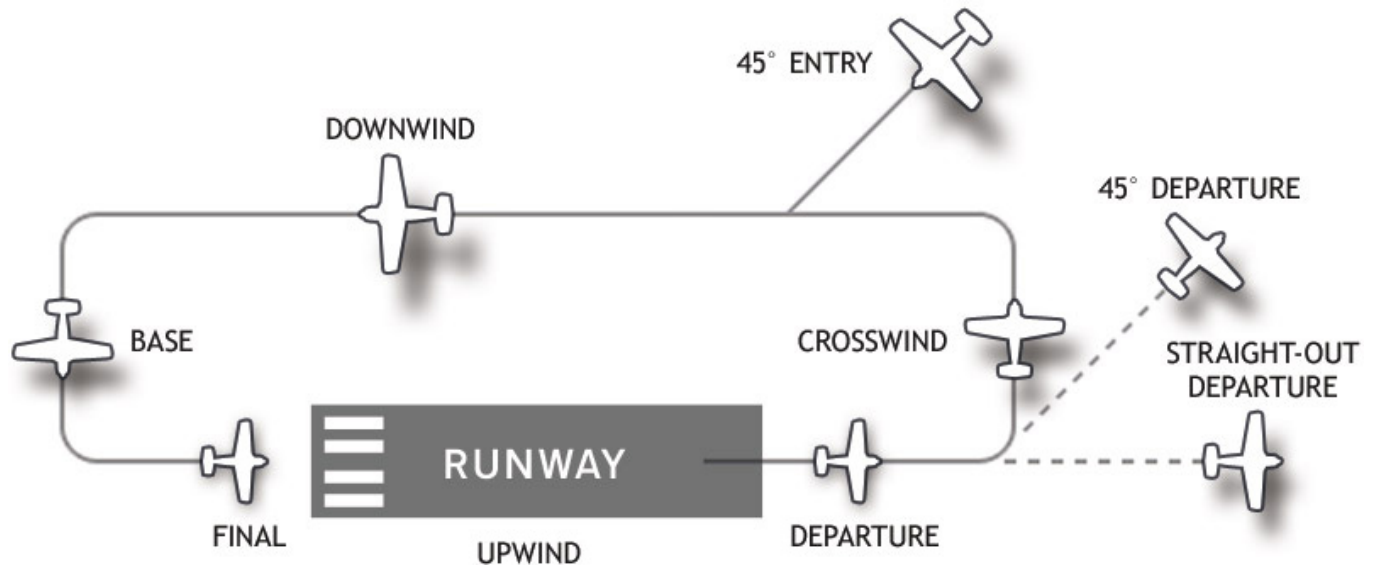 45° ENTRY
DOWNWIND
45° DEPARTURE
BASE
CROSSWIND
STRAIGHT-OUT
DEPARTURE
RUNWAY
FINAL
UPWIND
DEPARTURE